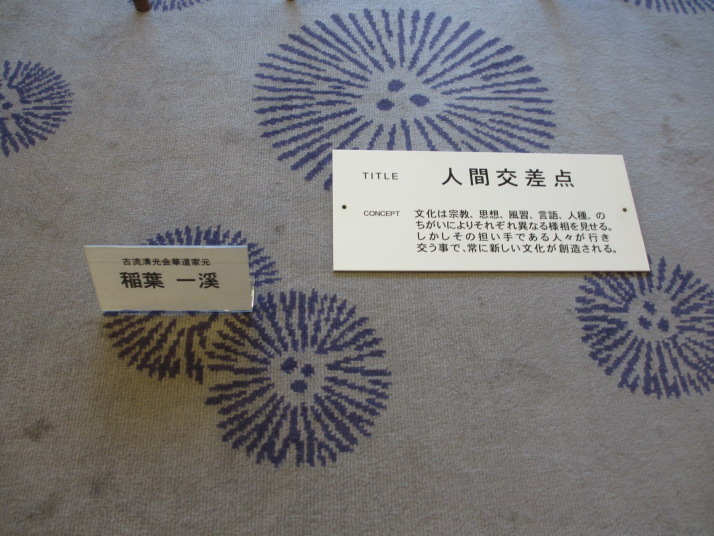 TITLE 人間交差点
CONCEPT 文化は宗教、思想、風習、言語、人種、の
ちがいによりそれぞれ異なる様相を見せる。
しかしその担い手である人々が行き
交う事で、常に新しい文化が創造される。
古流清光会華道家元
稲葉 一渓